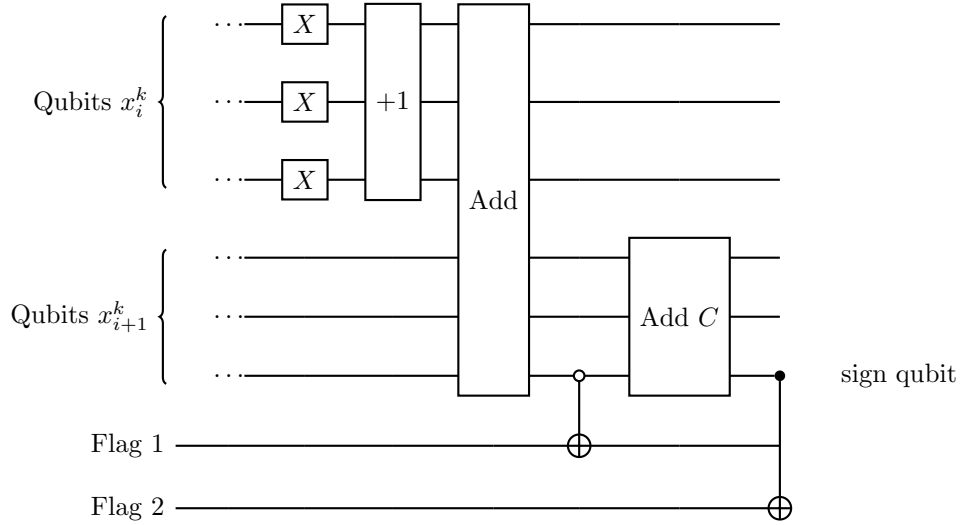 · · · X
Qubits $x_i^k$ · · · X +1
· · · X
Add
· · ·
Qubits $x_{i+1}^k$ · · · Add $C$
· · · sign qubit
Flag 1
Flag 2